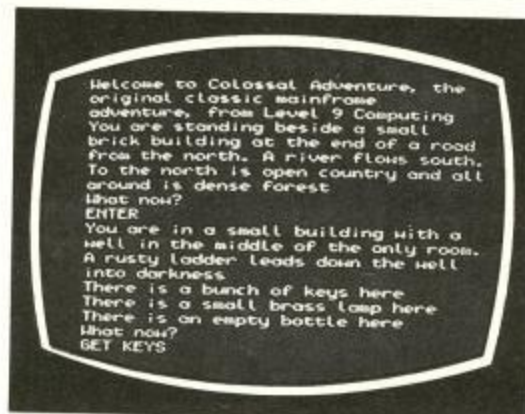 Welcome to Colossal Adventure, the
original classic mainframe
adventure, from Level 9 Computing
You are standing beside a small
brick building at the end of a road
from the north. A river flows south.
To the north is open country and all
around is dense forest
What now?
ENTER
You are in a small building with a
well in the middle of the only room.
A rusty ladder leads down the well
into darkness
There is a bunch of keys here
There is a small brass lamp here
There is an empty bottle here
What now?
GET KEYS